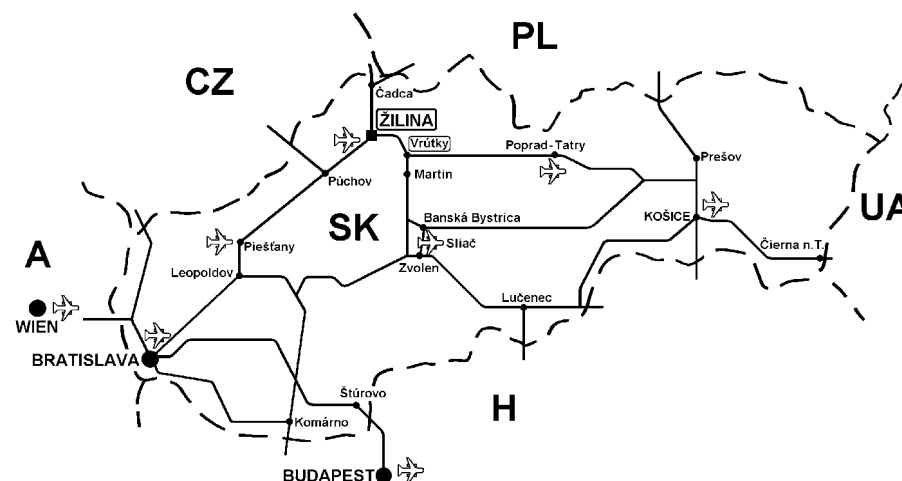 PL
CZ
Čadca
ŽILINA
Vrútky
Poprad-Tatry
Prešov
Púchov
Martin
SK
Banská Bystrica
KOŠICE
UA
Piešťany
Sliač
Čierna n.T.
A
Leopoldov
Zvolen
Lučenec
WIEN
BRATISLAVA
Štúrovo
H
Komárno
BUDAPEST